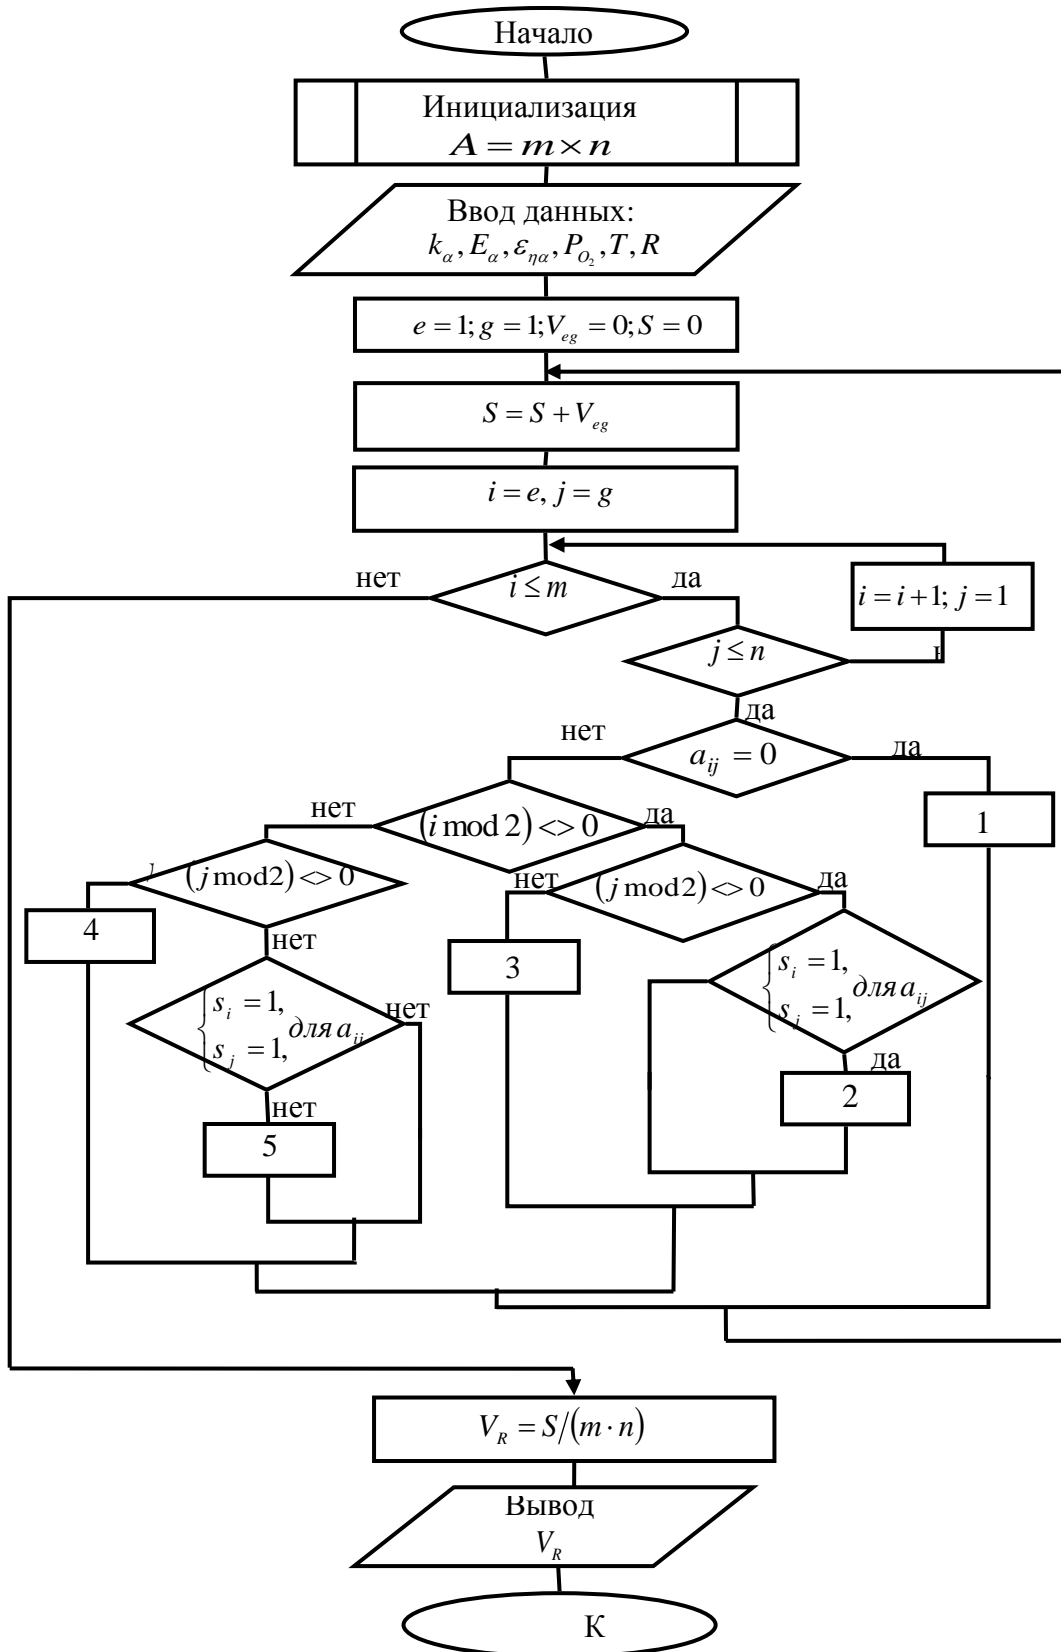 Начало
Инициализация
A = m × n
Ввод данных:
k_α, E_α, ε_ηα, P_O₂, T, R
e = 1; g = 1; V_eg = 0; S = 0
S = S + V_eg
i = e, j = g
нет
i ≤ m
да
i = i + 1; j = 1
j ≤ n
да
нет
a_ij = 0
да
1
нет
(i mod 2) <> 0
да
(j mod 2) <> 0
нет
(j mod 2) <> 0
да
4
нет
3
{s_i = 1,
s_j = 1, для a_ij
да
2
{s_i = 1,
s_j = 1, для a_ij
нет
нет
5
V_R = S/(m · n)
Вывод
V_R
К